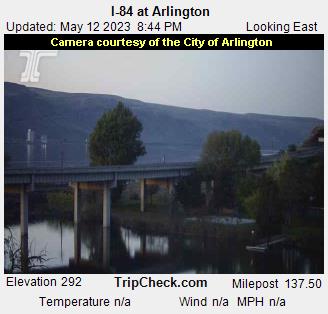 I-84 at Arlington
Updated: May 12 2023 8:44 PM Looking East
Camera courtesy of the City of Arlington
Elevation 292 TripCheck.com Milepost 137.50
Temperature n/a Wind n/a MPH n/a